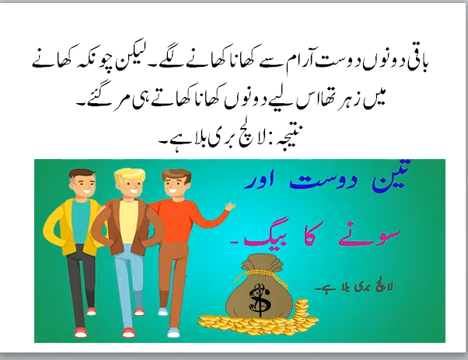 باقی دونوں دوست آرام سے کھانا کھانے لگے۔ لیکن چونکہ کھانے
میں زہر تھا اس لیے دونوں کھانا کھاتے ہی مر گئے۔
نتیجہ: لالچ بری بلا ہے۔
تین دوست اور
سونے کا بیگ۔
لالچ بری بلا ہے۔
$